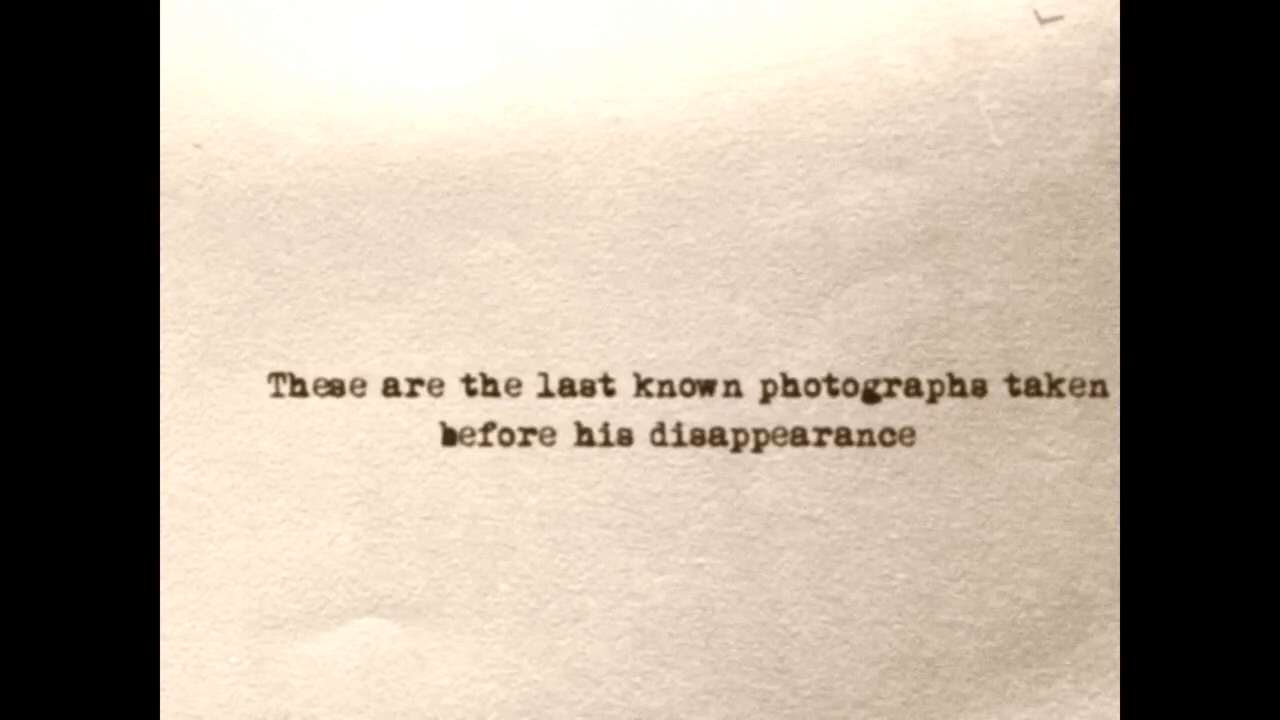 These are the last known photographs taken
before his disappearance